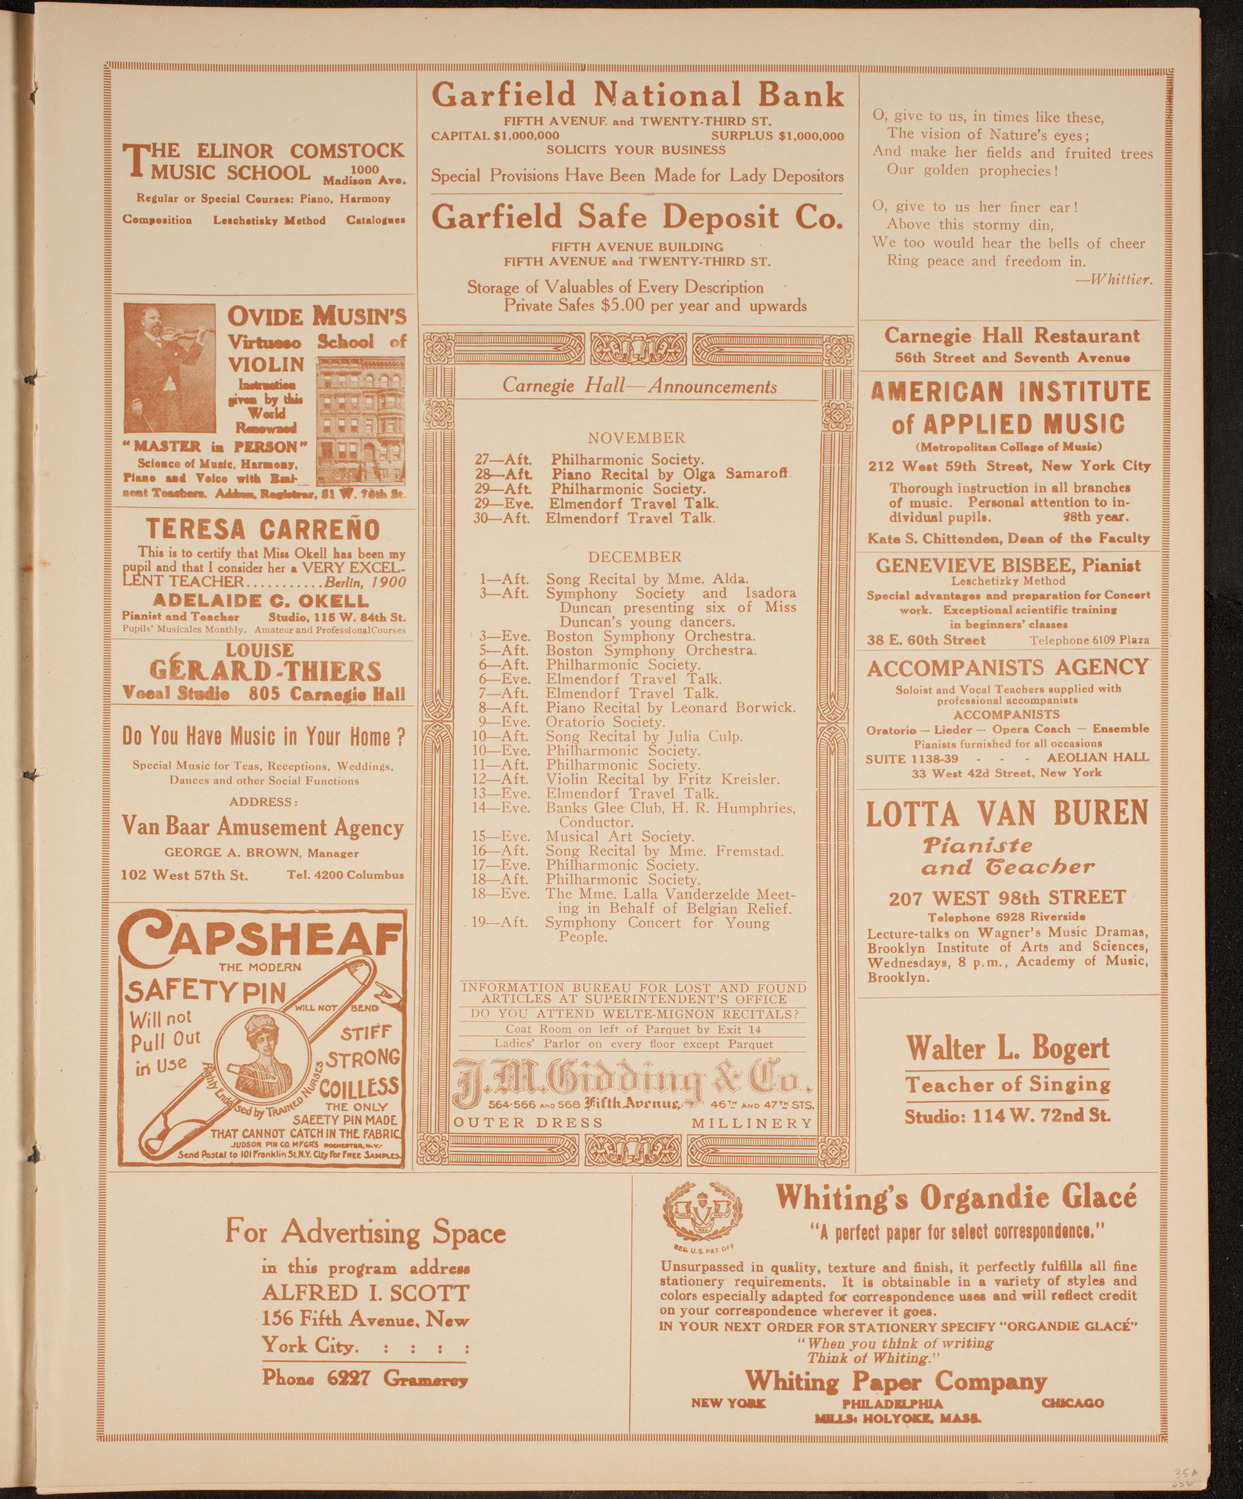 THE ELINOR COMSTOCK
MUSIC SCHOOL 1000 Madison Ave.
Regular or Special Courses: Piano, Harmony
Composition Leschetisky Method Catalogues
OVIDE MUSIN'S
Virtuoso School of
VIOLIN
Instruction
given by this
World
Renowned
"MASTER in PERSON"
Science of Music, Harmony,
Piano and Voice with Emi-
nent Teachers. Address, Registrar, 51 W. 76th St.
TERESA CARREÑO
This is to certify that Miss Okell has been my
pupil and that I consider her a VERY EXCEL-
LENT TEACHER...........Berlin, 1900
ADELAIDE C. OKELL
Pianist and Teacher Studio, 115 W. 84th St.
Pupils' Musicales Monthly. Amateur and Professional Courses
LOUISE
GÉRARD-THIERS
Vocal Studio 805 Carnegie Hall
Do You Have Music in Your Home?
Special Music for Teas, Receptions, Weddings,
Dances and other Social Functions
ADDRESS:
Van Baar Amusement Agency
GEORGE A. BROWN, Manager
102 West 57th St. Tel. 4200 Columbus
CAPSHEAF
THE MODERN
SAFETY PIN
WILL NOT BEND
Will not
Pull Out
in Use
STIFF
STRONG
COILLESS
Highly Endorsed by TRAINED NURSES
THE ONLY
SAFETY PIN MADE
THAT CANNOT CATCH IN THE FABRIC.
JUDSON PIN CO. MFGRS ROCHESTER, N.Y.
Send Postal to 101 Franklin St. N.Y. City for FREE SAMPLES.
Garfield National Bank
FIFTH AVENUE and TWENTY-THIRD ST.
CAPITAL $1,000,000 SURPLUS $1,000,000
SOLICITS YOUR BUSINESS
Special Provisions Have Been Made for Lady Depositors
Garfield Safe Deposit Co.
FIFTH AVENUE BUILDING
FIFTH AVENUE and TWENTY-THIRD ST.
Storage of Valuables of Every Description
Private Safes $5.00 per year and upwards
Carnegie Hall—Announcements
NOVEMBER
27—Aft. Philharmonic Society.
28—Aft. Piano Recital by Olga Samaroff.
29—Aft. Philharmonic Society.
29—Eve. Elmendorf Travel Talk.
30—Aft. Elmendorf Travel Talk.
DECEMBER
1—Aft. Song Recital by Mme. Alda.
3—Aft. Symphony Society and Isadora
Duncan presenting six of Miss
Duncan's young dancers.
3—Eve. Boston Symphony Orchestra.
5—Aft. Boston Symphony Orchestra.
6—Aft. Philharmonic Society.
6—Eve. Elmendorf Travel Talk.
7—Aft. Elmendorf Travel Talk.
8—Aft. Piano Recital by Leonard Borwick.
9—Eve. Oratorio Society.
10—Aft. Song Recital by Julia Culp.
10—Eve. Philharmonic Society.
11—Aft. Philharmonic Society.
12—Aft. Violin Recital by Fritz Kreisler.
13—Eve. Elmendorf Travel Talk.
14—Eve. Banks Glee Club, H. R. Humphries,
Conductor.
15—Eve. Musical Art Society.
16—Aft. Song Recital by Mme. Fremstad.
17—Eve. Philharmonic Society.
18—Aft. Philharmonic Society.
18—Eve. The Mme. Lalla Vanderzelde Meet-
ing in Behalf of Belgian Relief.
19—Aft. Symphony Concert for Young
People.
INFORMATION BUREAU FOR LOST AND FOUND
ARTICLES AT SUPERINTENDENT'S OFFICE
DO YOU ATTEND WELTE-MIGNON RECITALS?
Coat Room on left of Parquet by Exit 14
Ladies' Parlor on every floor except Parquet
J. M. Gidding & Co.
564-566 AND 568 Fifth Avenue, 46TH AND 47TH STS.
OUTER DRESS MILLINERY
O, give to us, in times like these,
The vision of Nature's eyes;
And make her fields and fruited trees
Our golden prophecies!
O, give to us her finer ear!
Above this stormy din,
We too would hear the bells of cheer
Ring peace and freedom in.
—Whittier.
Carnegie Hall Restaurant
56th Street and Seventh Avenue
AMERICAN INSTITUTE
of APPLIED MUSIC
(Metropolitan College of Music)
212 West 59th Street, New York City
Thorough instruction in all branches
of music. Personal attention to in-
dividual pupils. 28th year.
Kate S. Chittenden, Dean of the Faculty
GENEVIEVE BISBEE, Pianist
Leschetizky Method
Special advantages and preparation for Concert
work. Exceptional scientific training
in beginners' classes
38 E. 60th Street Telephone 6109 Plaza
ACCOMPANISTS AGENCY
Soloist and Vocal Teachers supplied with
professional accompanists
ACCOMPANISTS
Oratorio — Lieder — Opera Coach — Ensemble
Pianists furnished for all occasions
SUITE 1138-39 - - - AEOLIAN HALL
33 West 42d Street, New York
LOTTA VAN BUREN
Pianiste
and Teacher
207 WEST 98th STREET
Telephone 6928 Riverside
Lecture-talks on Wagner's Music Dramas,
Brooklyn Institute of Arts and Sciences,
Wednesdays, 8 p.m., Academy of Music,
Brooklyn.
Walter L. Bogert
Teacher of Singing
Studio: 114 W. 72nd St.
For Advertising Space
in this program address
ALFRED I. SCOTT
156 Fifth Avenue, New
York City. : : : :
Phone 6227 Gramercy
REG. U.S. PAT OFF
Whiting's Organdie Glacé
"A perfect paper for select correspondence."
Unsurpassed in quality, texture and finish, it perfectly fulfills all fine
stationery requirements. It is obtainable in a variety of styles and
colors especially adapted for correspondence uses and will reflect credit
on your correspondence wherever it goes.
IN YOUR NEXT ORDER FOR STATIONERY SPECIFY "ORGANDIE GLACÉ"
"When you think of writing
Think of Whiting."
Whiting Paper Company
NEW YORK PHILADELPHIA CHICAGO
MILLS: HOLYOKE, MASS.